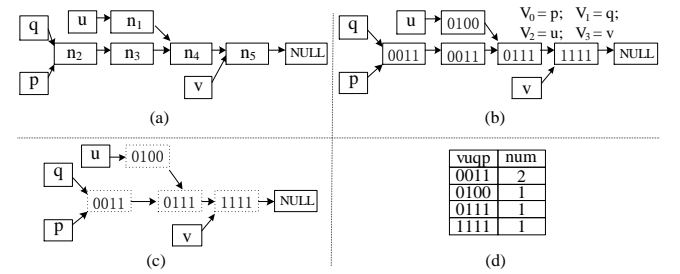 q u n₁
n₂ n₃ n₄ n₅ NULL
p v
(a)
q u 0100 V₀ = p; V₁ = q;
V₂ = u; V₃ = v
0011 0011 0111 1111 NULL
p v
(b)
u 0100
q
0011 0111 1111 NULL
p v
(c)
vuqp num
0011 2
0100 1
0111 1
1111 1
(d)